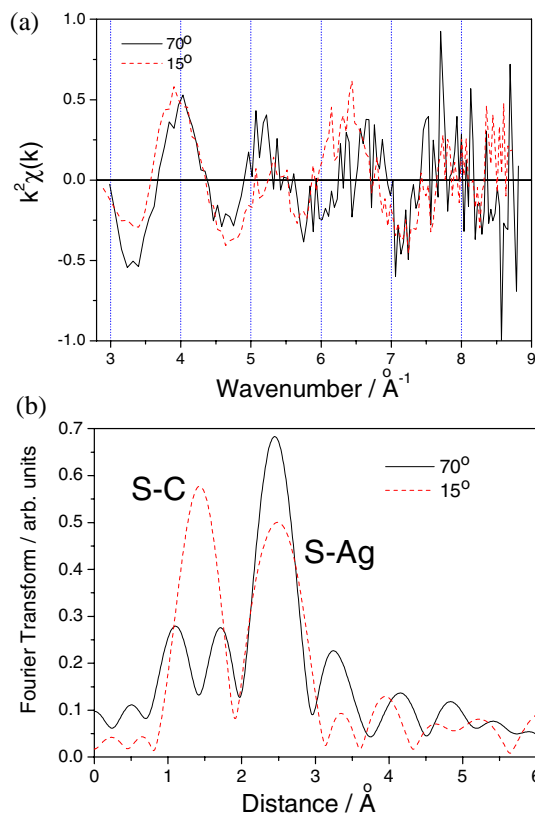 (a)
70°
15°
1.0
0.5
0.0
-0.5
-1.0
k²χ(k)
3 4 5 6 7 8 9
Wavenumber / Å⁻¹
(b)
0.7
0.6
0.5
0.4
0.3
0.2
0.1
0.0
Fourier Transform / arb. units
70°
15°
S-C
S-Ag
0 1 2 3 4 5 6
Distance / Å